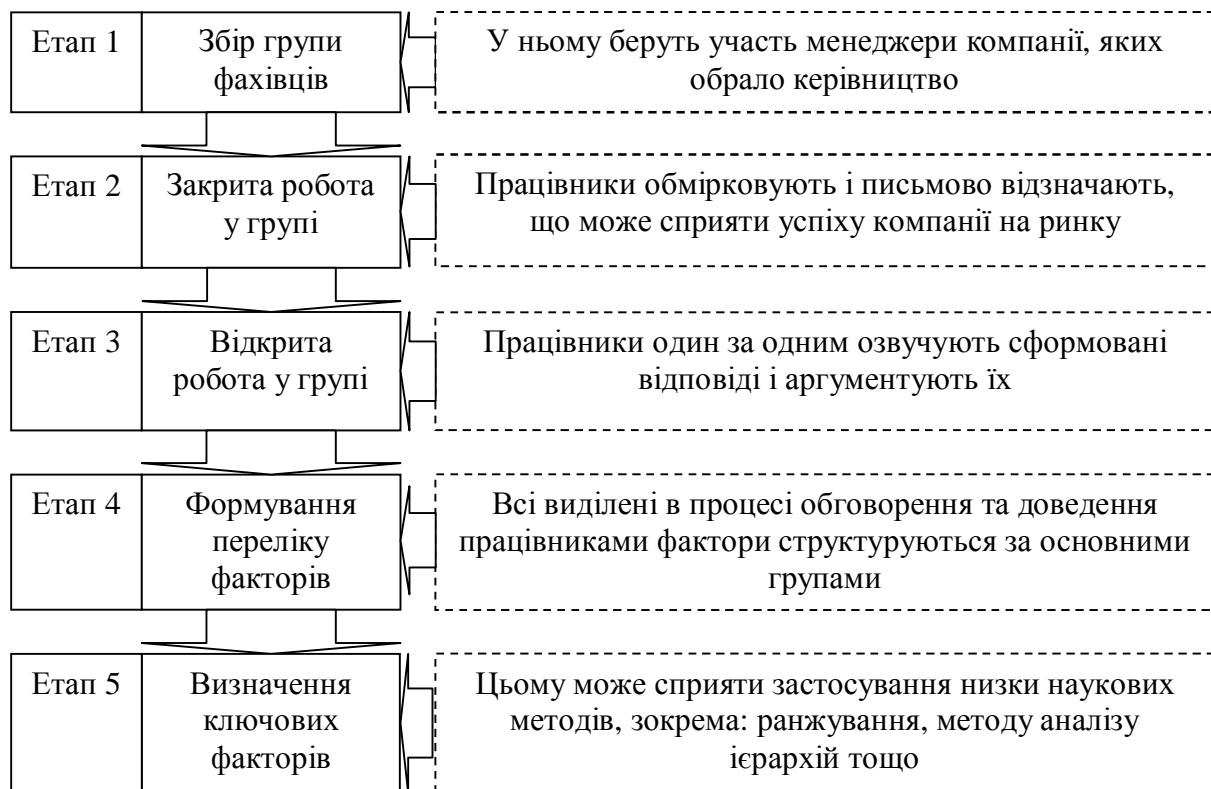 Етап 1
Збір групи
фахівців
У ньому беруть участь менеджери компанії, яких
обрало керівництво
Етап 2
Закрита робота
у групі
Працівники обмірковують і письмово відзначають,
що може сприяти успіху компанії на ринку
Етап 3
Відкрита
робота у групі
Працівники один за одним озвучують сформовані
відповіді і аргументують їх
Етап 4
Формування
переліку
факторів
Всі виділені в процесі обговорення та доведення
працівниками фактори структуруються за основними
групами
Етап 5
Визначення
ключових
факторів
Цьому може сприяти застосування низки наукових
методів, зокрема: ранжування, методу аналізу
ієрархій тощо